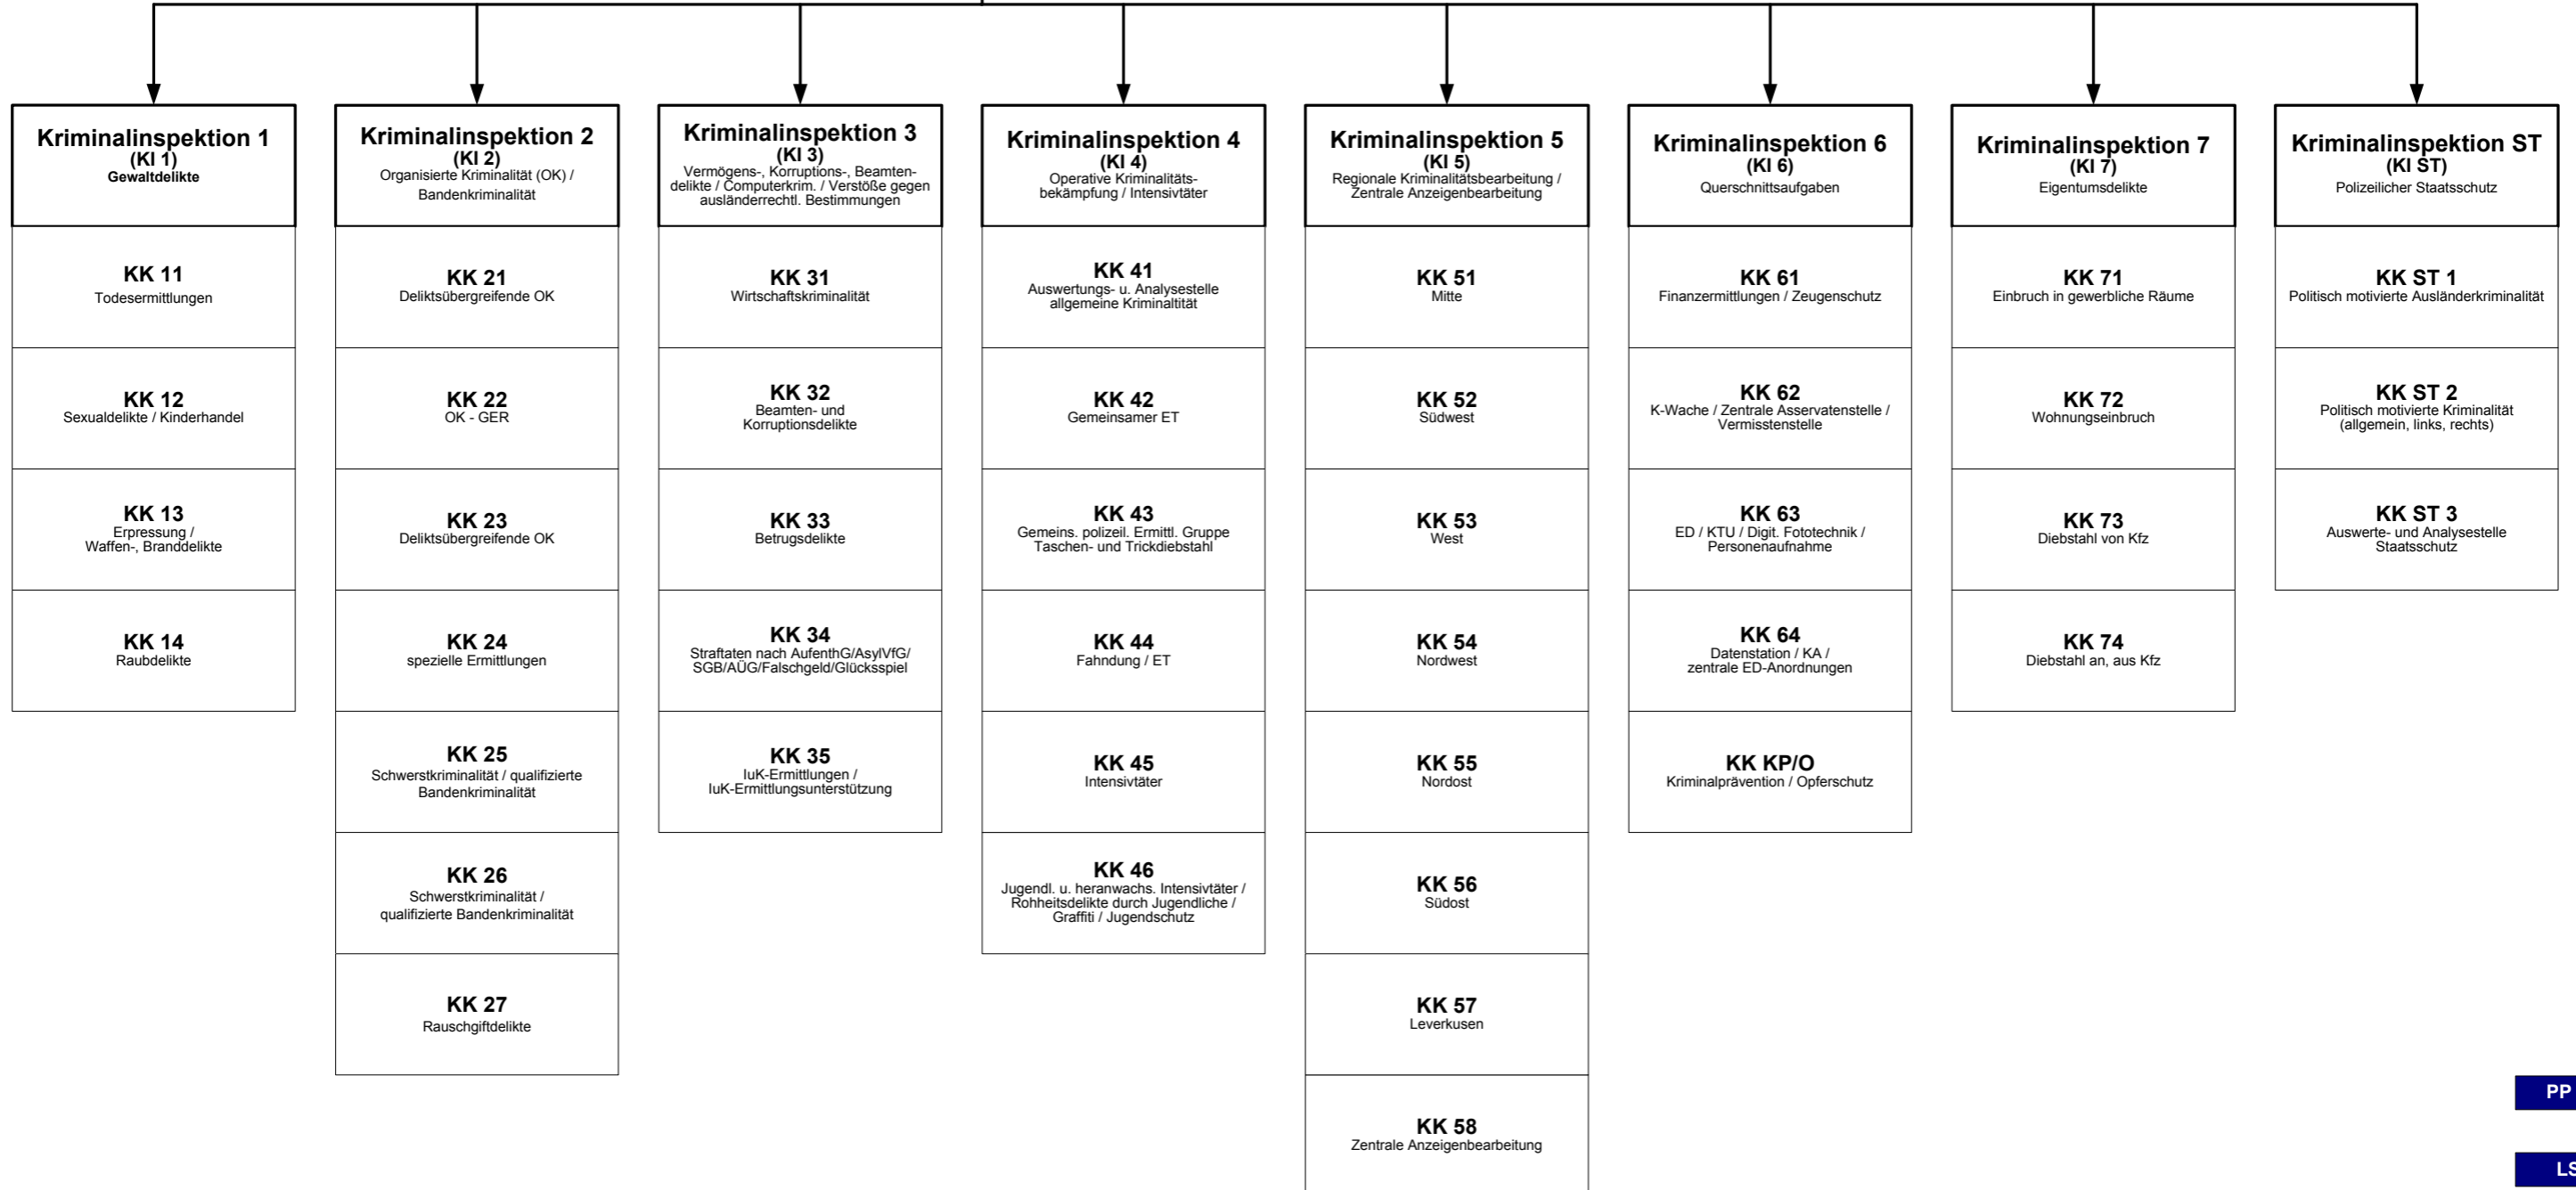 Kriminalinspektion 1
(KI 1)
Gewaltdelikte
KK 11
Todesermittlungen
KK 12
Sexualdelikte / Kinderhandel
KK 13
Erpressung /
Waffen-, Branddelikte
KK 14
Raubdelikte
Kriminalinspektion 2
(KI 2)
Organisierte Kriminalität (OK) /
Bandenkriminalität
KK 21
Deliktsübergreifende OK
KK 22
OK - GER
KK 23
Deliktsübergreifende OK
KK 24
spezielle Ermittlungen
KK 25
Schwerstkriminalität / qualifizierte
Bandenkriminalität
KK 26
Schwerstkriminalität /
qualifizierte Bandenkriminalität
KK 27
Rauschgiftdelikte
Kriminalinspektion 3
(KI 3)
Vermögens-, Korruptions-, Beamten-
delikte / Computerkrim. / Verstöße gegen
ausländerrechtl. Bestimmungen
KK 31
Wirtschaftskriminalität
KK 32
Beamten- und
Korruptionsdelikte
KK 33
Betrugsdelikte
KK 34
Straftaten nach AufenthG/AsylVfG/
SGB/AÜG/Falschgeld/Glücksspiel
KK 35
IuK-Ermittlungen /
IuK-Ermittlungsunterstützung
Kriminalinspektion 4
(KI 4)
Operative Kriminalitäts-
bekämpfung / Intensivtäter
KK 41
Auswertungs- u. Analysestelle
allgemeine Kriminaltität
KK 42
Gemeinsamer ET
KK 43
Gemeins. polizeil. Ermittl. Gruppe
Taschen- und Trickdiebstahl
KK 44
Fahndung / ET
KK 45
Intensivtäter
KK 46
Jugendl. u. heranwachs. Intensivtäter /
Rohheitsdelikte durch Jugendliche /
Graffiti / Jugendschutz
Kriminalinspektion 5
(KI 5)
Regionale Kriminalitätsbearbeitung /
Zentrale Anzeigenbearbeitung
KK 51
Mitte
KK 52
Südwest
KK 53
West
KK 54
Nordwest
KK 55
Nordost
KK 56
Südost
KK 57
Leverkusen
KK 58
Zentrale Anzeigenbearbeitung
Kriminalinspektion 6
(KI 6)
Querschnittsaufgaben
KK 61
Finanzermittlungen / Zeugenschutz
KK 62
K-Wache / Zentrale Asservatenstelle /
Vermisstenstelle
KK 63
ED / KTU / Digit. Fototechnik /
Personenaufnahme
KK 64
Datenstation / KA /
zentrale ED-Anordnungen
KK KP/O
Kriminalprävention / Opferschutz
Kriminalinspektion 7
(KI 7)
Eigentumsdelikte
KK 71
Einbruch in gewerbliche Räume
KK 72
Wohnungseinbruch
KK 73
Diebstahl von Kfz
KK 74
Diebstahl an, aus Kfz
Kriminalinspektion ST
(KI ST)
Polizeilicher Staatsschutz
KK ST 1
Politisch motivierte Ausländerkriminalität
KK ST 2
Politisch motivierte Kriminalität
(allgemein, links, rechts)
KK ST 3
Auswerte- und Analysestelle
Staatsschutz
PP